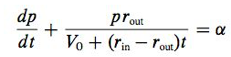 dp/dt + p r_out / (V_0 + (r_in − r_out)t) = α